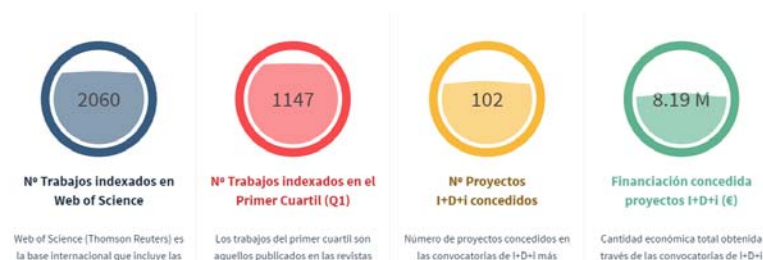 2060
1147
102
8.19 M
Nº Trabajos indexados en
Web of Science
Nº Trabajos indexados en el
Primer Cuartil (Q1)
Nº Proyectos
I+D+i concedidos
Financiación concedida
proyectos I+D+i (€)
Web of Science (Thomson Reuters) es
la base internacional que incluye las
Los trabajos del primer cuartil son
aquellos publicados en las revistas
Número de proyectos concedidos en
las convocatorias de I+D+I más
Cantidad económica total obtenida
través de las convocatorias de I+D+i